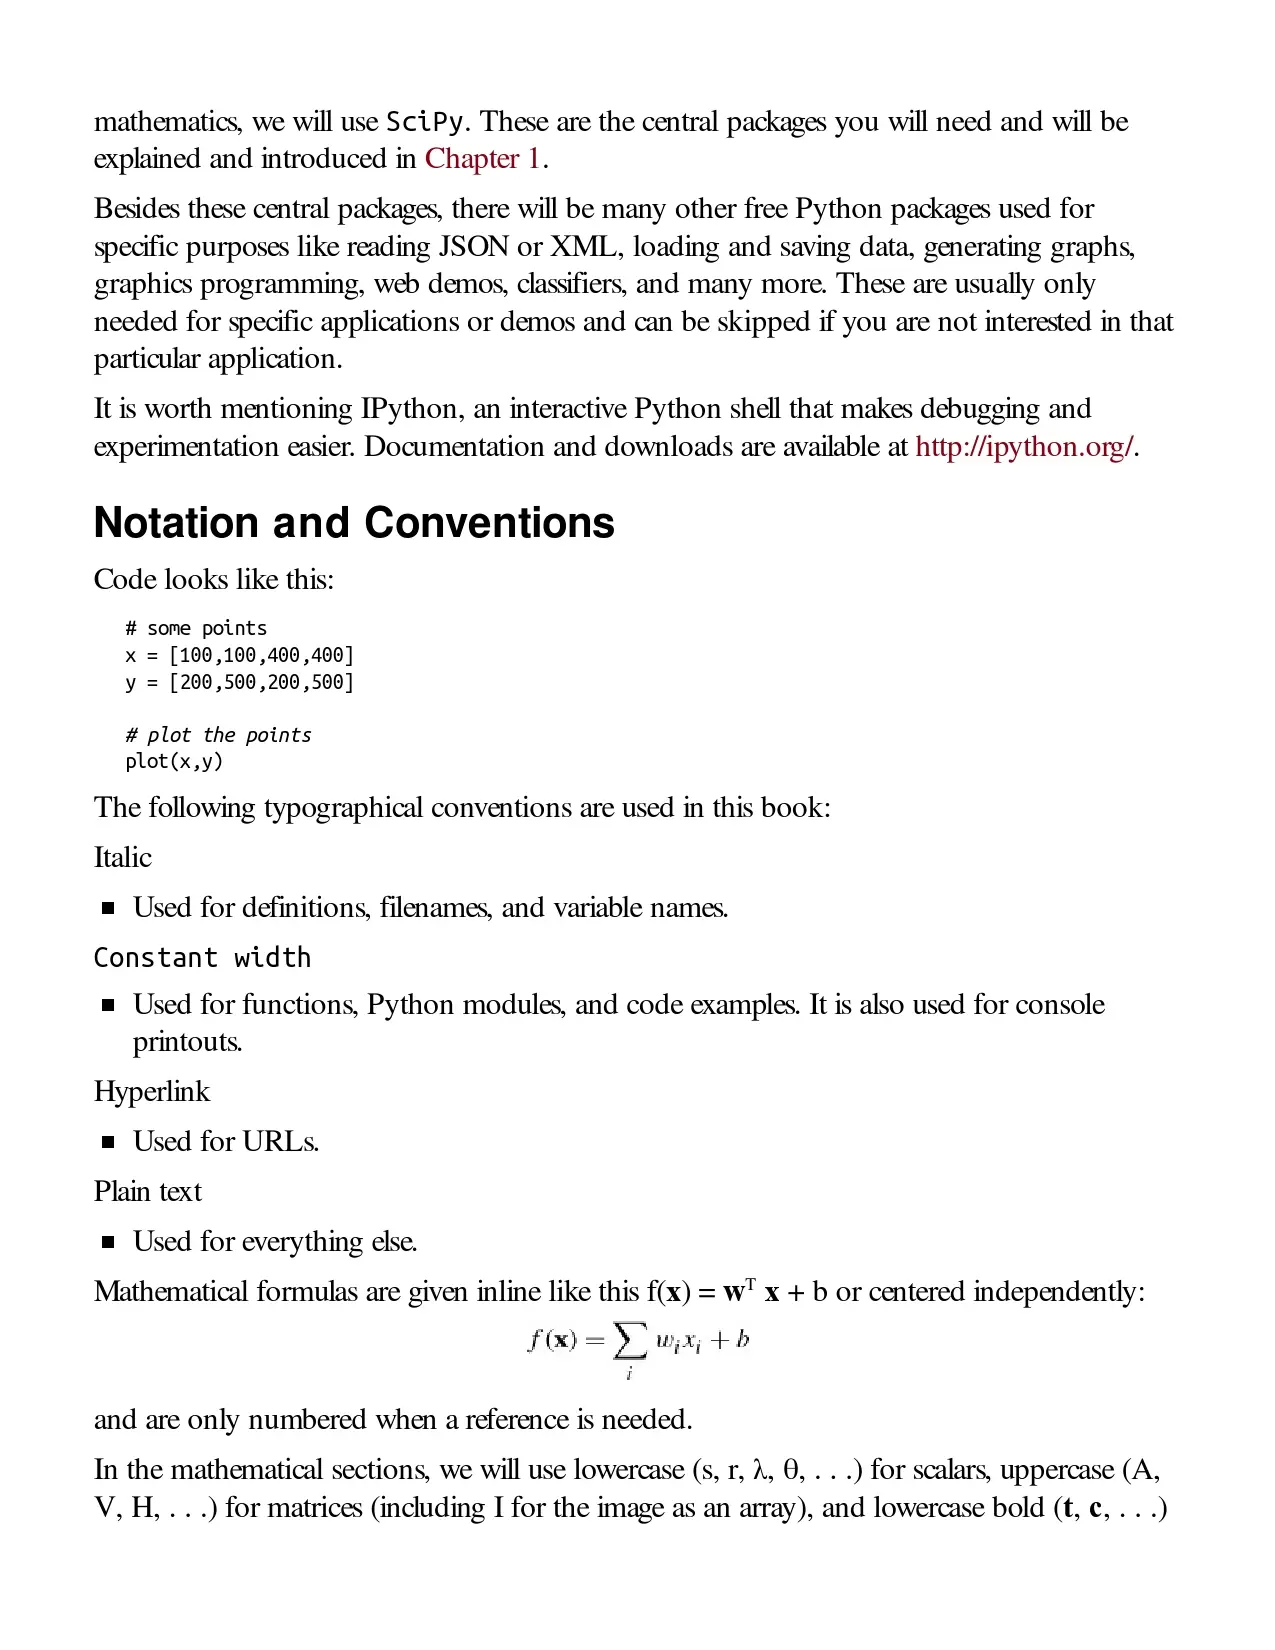 mathematics, we will use SciPy. These are the central packages you will need and will be
explained and introduced in Chapter 1.
Besides these central packages, there will be many other free Python packages used for
specific purposes like reading JSON or XML, loading and saving data, generating graphs,
graphics programming, web demos, classifiers, and many more. These are usually only
needed for specific applications or demos and can be skipped if you are not interested in that
particular application.
It is worth mentioning IPython, an interactive Python shell that makes debugging and
experimentation easier. Documentation and downloads are available at http://ipython.org/.
Notation and Conventions
Code looks like this:
# some points
x = [100,100,400,400]
y = [200,500,200,500]
# plot the points
plot(x,y)
The following typographical conventions are used in this book:
Italic
■ Used for definitions, filenames, and variable names.
Constant width
■ Used for functions, Python modules, and code examples. It is also used for console
printouts.
Hyperlink
■ Used for URLs.
Plain text
■ Used for everything else.
Mathematical formulas are given inline like this f(x) = wᵀ x + b or centered independently:
f(x) = ∑ᵢ wᵢxᵢ + b
and are only numbered when a reference is needed.
In the mathematical sections, we will use lowercase (s, r, λ, θ, . . .) for scalars, uppercase (A,
V, H, . . .) for matrices (including I for the image as an array), and lowercase bold (t, c, . . .)